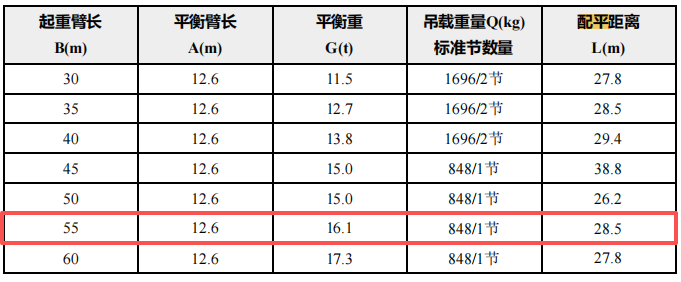 起重臂长 平衡臂长 平衡重 吊载重量Q(kg) 配平距离
B(m) A(m) G(t) 标准节数量 L(m)
30 12.6 11.5 1696/2节 27.8
35 12.6 12.7 1696/2节 28.5
40 12.6 13.8 1696/2节 29.4
45 12.6 15.0 848/1节 38.8
50 12.6 15.0 848/1节 26.2
55 12.6 16.1 848/1节 28.5
60 12.6 17.3 848/1节 27.8